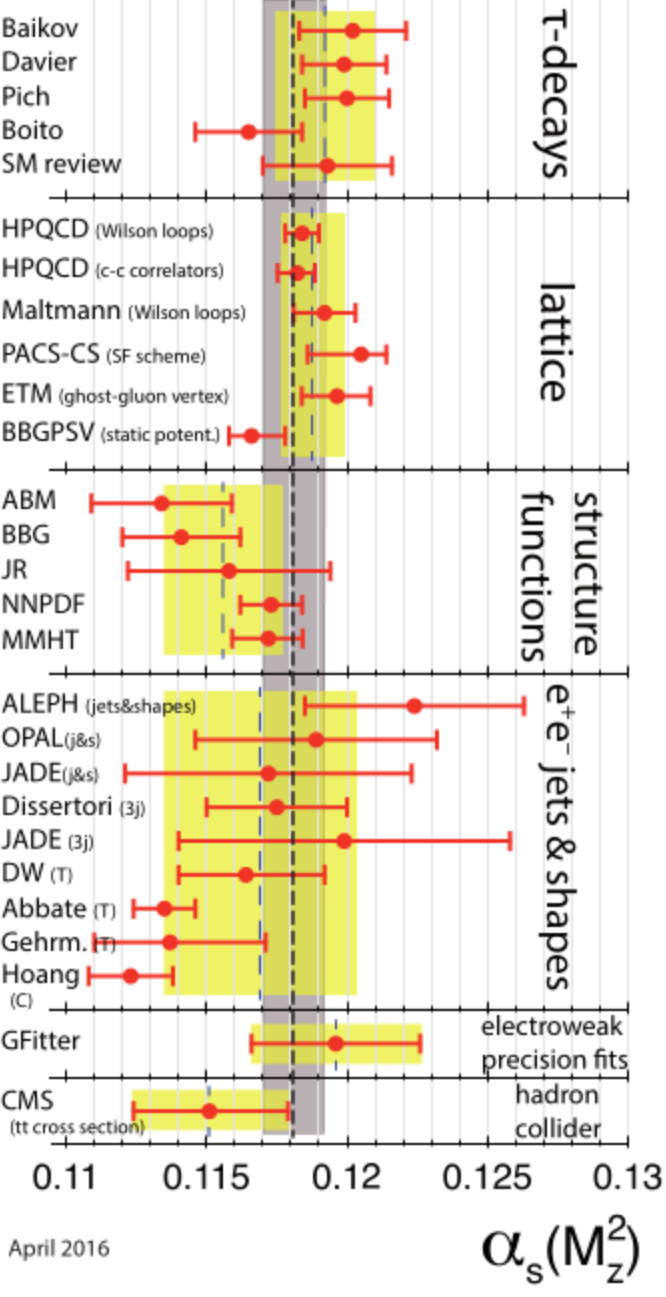 Baikov
Davier
Pich
Boito
SM review
τ-decays
HPQCD (Wilson loops)
HPQCD (c-c correlators)
Maltmann (Wilson loops)
PACS-CS (SF scheme)
ETM (ghost-gluon vertex)
BBGPSV (static potent.)
lattice
ABM
BBG
JR
NNPDF
MMHT
structure
functions
ALEPH (jets&shapes)
OPAL(j&s)
JADE(j&s)
Dissertori (3j)
JADE (3j)
DW (T)
Abbate (T)
Gehrm. (T)
Hoang
(C)
e⁺e⁻ jets & shapes
GFitter
electroweak
precision fits
CMS
(tt cross section)
hadron
collider
0.11 0.115 0.12 0.125 0.13
April 2016
αₛ(M_z²)